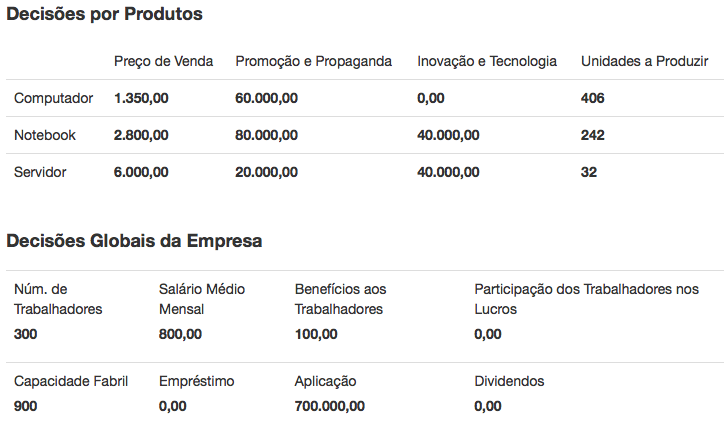 Decisões por Produtos
Preço de Venda Promoção e Propaganda Inovação e Tecnologia Unidades a Produzir
Computador 1.350,00 60.000,00 0,00 406
Notebook 2.800,00 80.000,00 40.000,00 242
Servidor 6.000,00 20.000,00 40.000,00 32
Decisões Globais da Empresa
Núm. de Salário Médio Benefícios aos Participação dos Trabalhadores nos
Trabalhadores Mensal Trabalhadores Lucros
300 800,00 100,00 0,00
Capacidade Fabril Empréstimo Aplicação Dividendos
900 0,00 700.000,00 0,00